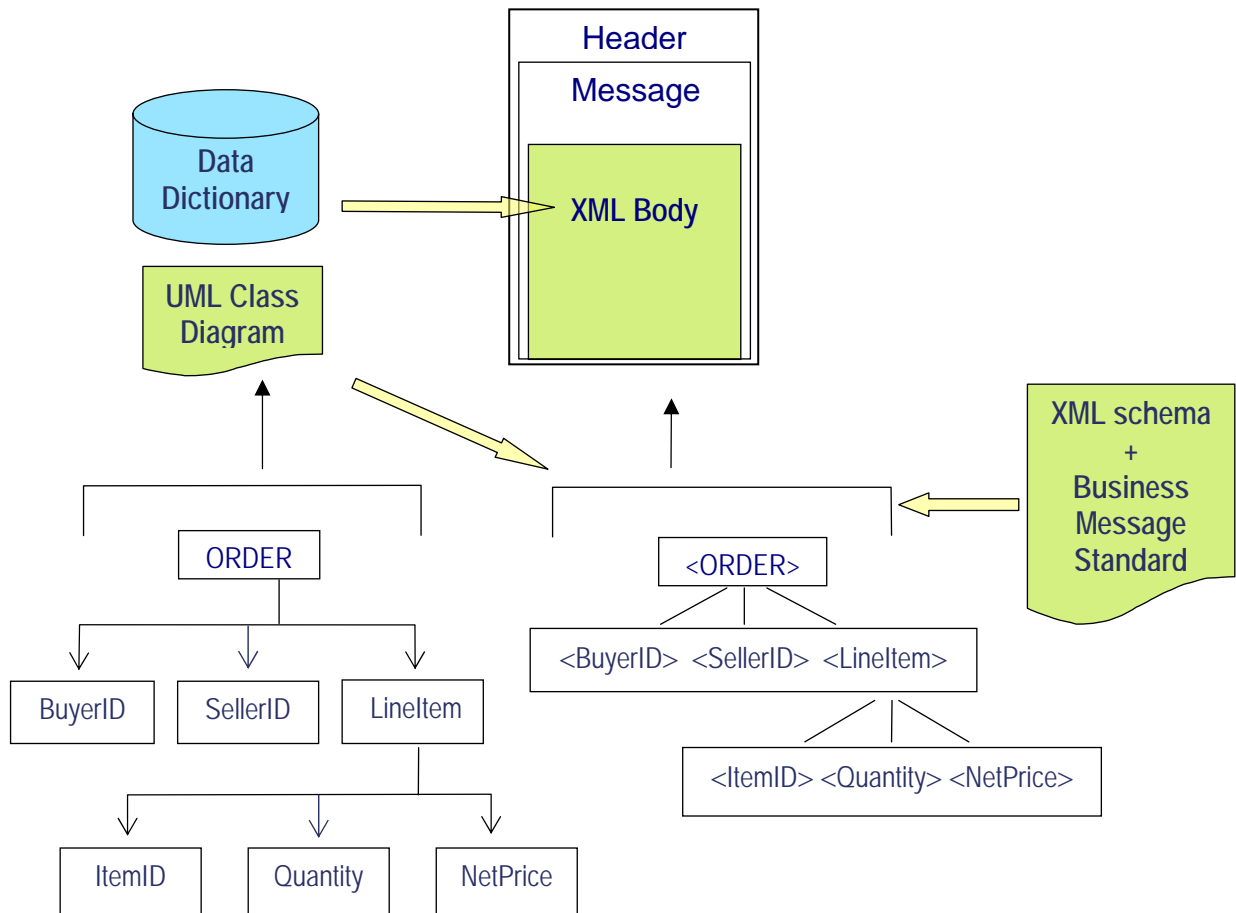 Header
Message
Data
Dictionary
XML Body
UML Class
Diagram
XML schema
+
Business
Message
Standard
ORDER
<ORDER>
BuyerID
SellerID
LineItem
<BuyerID> <SellerID> <LineItem>
<ItemID> <Quantity> <NetPrice>
ItemID
Quantity
NetPrice